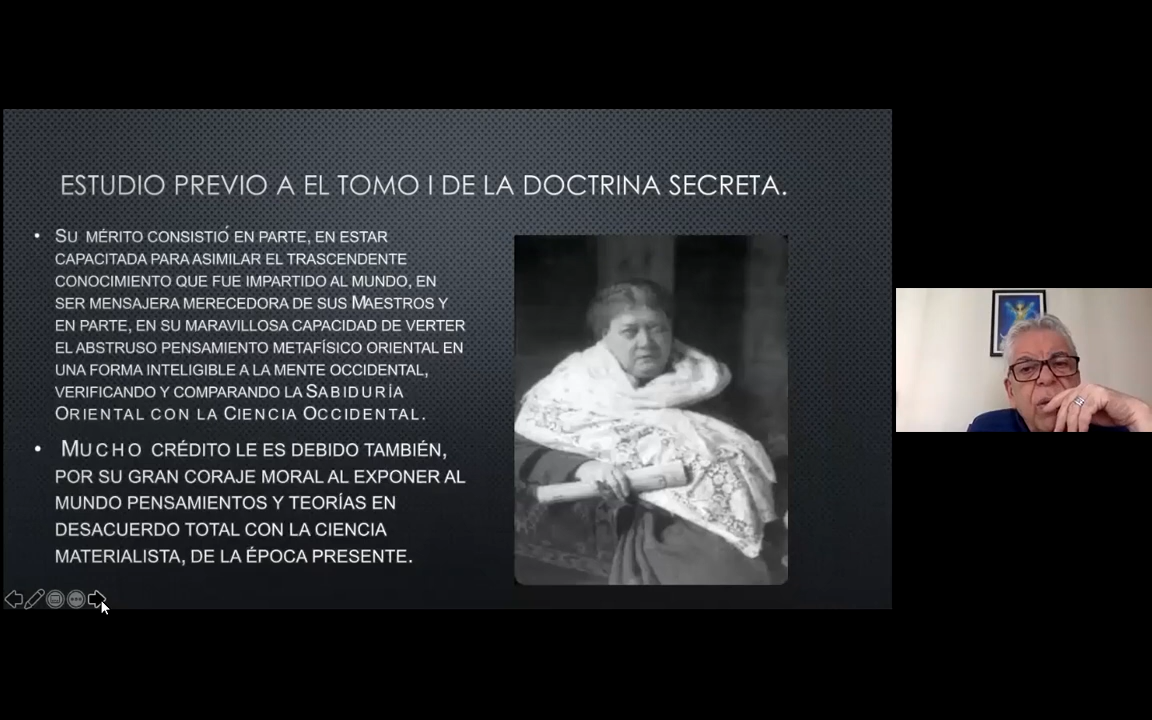 ESTUDIO PREVIO A EL TOMO I DE LA DOCTRINA SECRETA.
• SU MÉRITO CONSISTIÓ EN PARTE, EN ESTAR
CAPACITADA PARA ASIMILAR EL TRASCENDENTE
CONOCIMIENTO QUE FUE IMPARTIDO AL MUNDO, EN
SER MENSAJERA MERECEDORA DE SUS MAESTROS Y
EN PARTE, EN SU MARAVILLOSA CAPACIDAD DE VERTER
EL ABSTRUSO PENSAMIENTO METAFÍSICO ORIENTAL EN
UNA FORMA INTELIGIBLE A LA MENTE OCCIDENTAL,
VERIFICANDO Y COMPARANDO LA SABIDURÍA
ORIENTAL CON LA CIENCIA OCCIDENTAL.
• MUCHO CRÉDITO LE ES DEBIDO TAMBIÉN,
POR SU GRAN CORAJE MORAL AL EXPONER AL
MUNDO PENSAMIENTOS Y TEORÍAS EN
DESACUERDO TOTAL CON LA CIENCIA
MATERIALISTA, DE LA ÉPOCA PRESENTE.